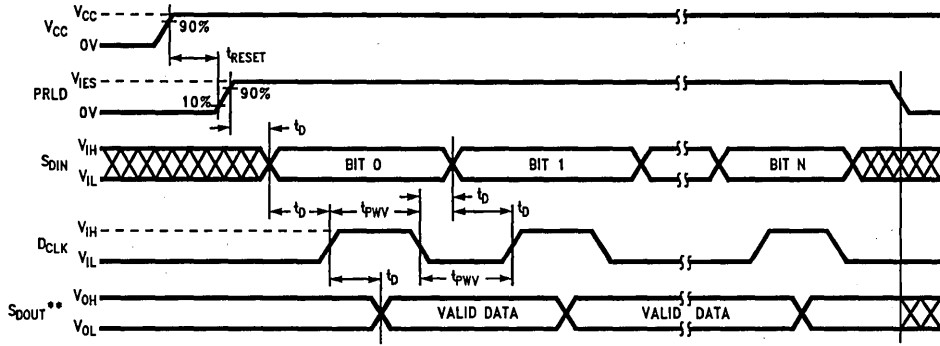 VCC
VCC
90%
0V
tRESET
VIES
PRLD
90%
10%
0V
tD
VIH
SDIN
BIT 0
BIT 1
BIT N
VIL
tD
tPWV
tD
VIH
DCLK
VIL
tD
tPWV
VOH
SDOUT**
VALID DATA
VALID DATA
VOL